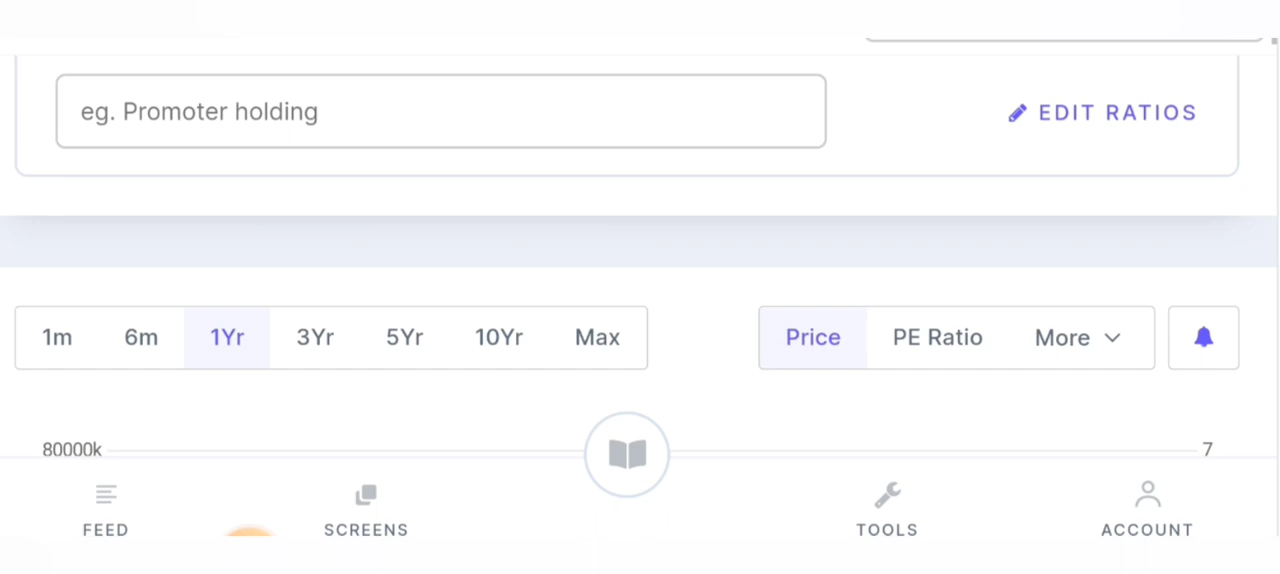 eg. Promoter holding
EDIT RATIOS
1m 6m 1Yr 3Yr 5Yr 10Yr Max
Price PE Ratio More
80000k 7
FEED SCREENS TOOLS ACCOUNT